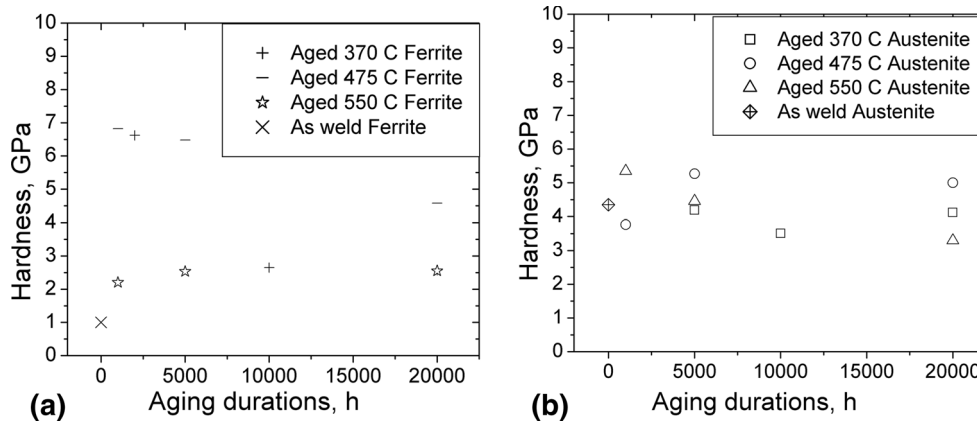 10
9
8
7
6
5
4
3
2
1
0
Hardness, GPa
Aged 370 C Ferrite
Aged 475 C Ferrite
Aged 550 C Ferrite
As weld Ferrite
0 5000 10000 15000 20000
Aging durations, h
(a)
10
9
8
7
6
5
4
3
2
1
0
Hardness, GPa
Aged 370 C Austenite
Aged 475 C Austenite
Aged 550 C Austenite
As weld Austenite
0 5000 10000 15000 20000
Aging durations, h
(b)